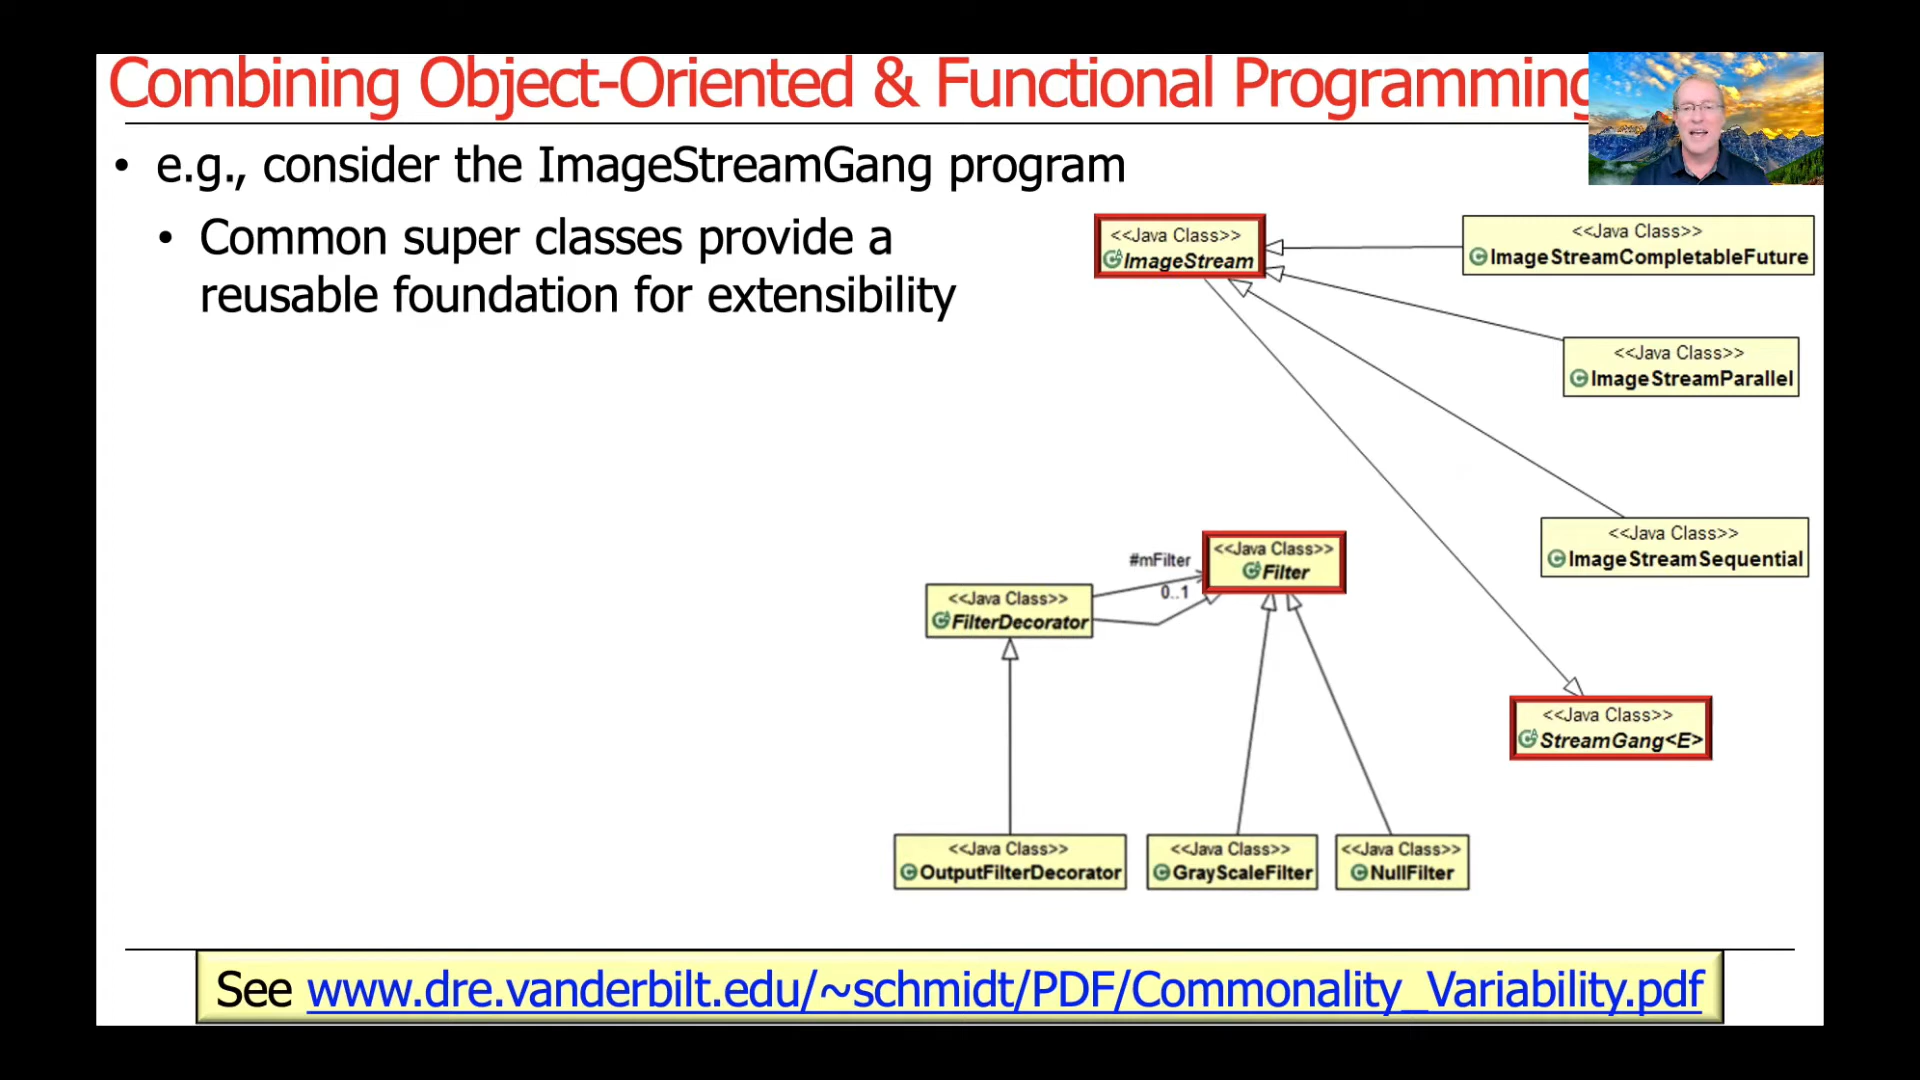 Combining Object-Oriented & Functional Programming
• e.g., consider the ImageStreamGang program
• Common super classes provide a
reusable foundation for extensibility
<<Java Class>>
ImageStream
<<Java Class>>
ImageStreamCompletableFuture
<<Java Class>>
ImageStreamParallel
<<Java Class>>
ImageStreamSequential
#mFilter
0..1
<<Java Class>>
Filter
<<Java Class>>
FilterDecorator
<<Java Class>>
StreamGang<E>
<<Java Class>>
OutputFilterDecorator
<<Java Class>>
GrayScaleFilter
<<Java Class>>
NullFilter
See www.dre.vanderbilt.edu/~schmidt/PDF/Commonality_Variability.pdf